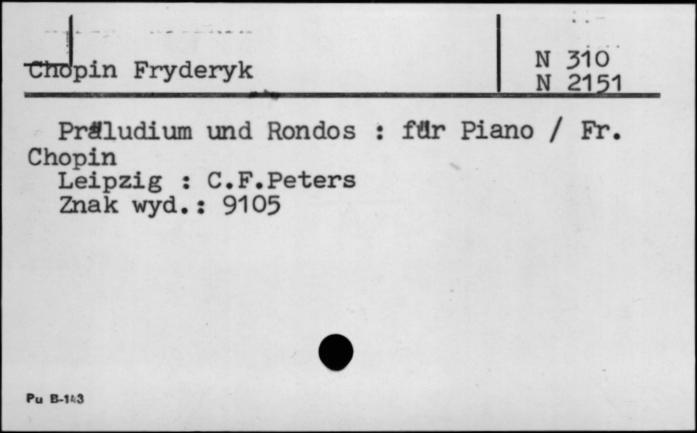 Chopin Fryderyk
N 310
N 2151
Präludium und Rondos : für Piano / Fr.
Chopin
Leipzig : C.F.Peters
Znak wyd.: 9105
Pu B-143